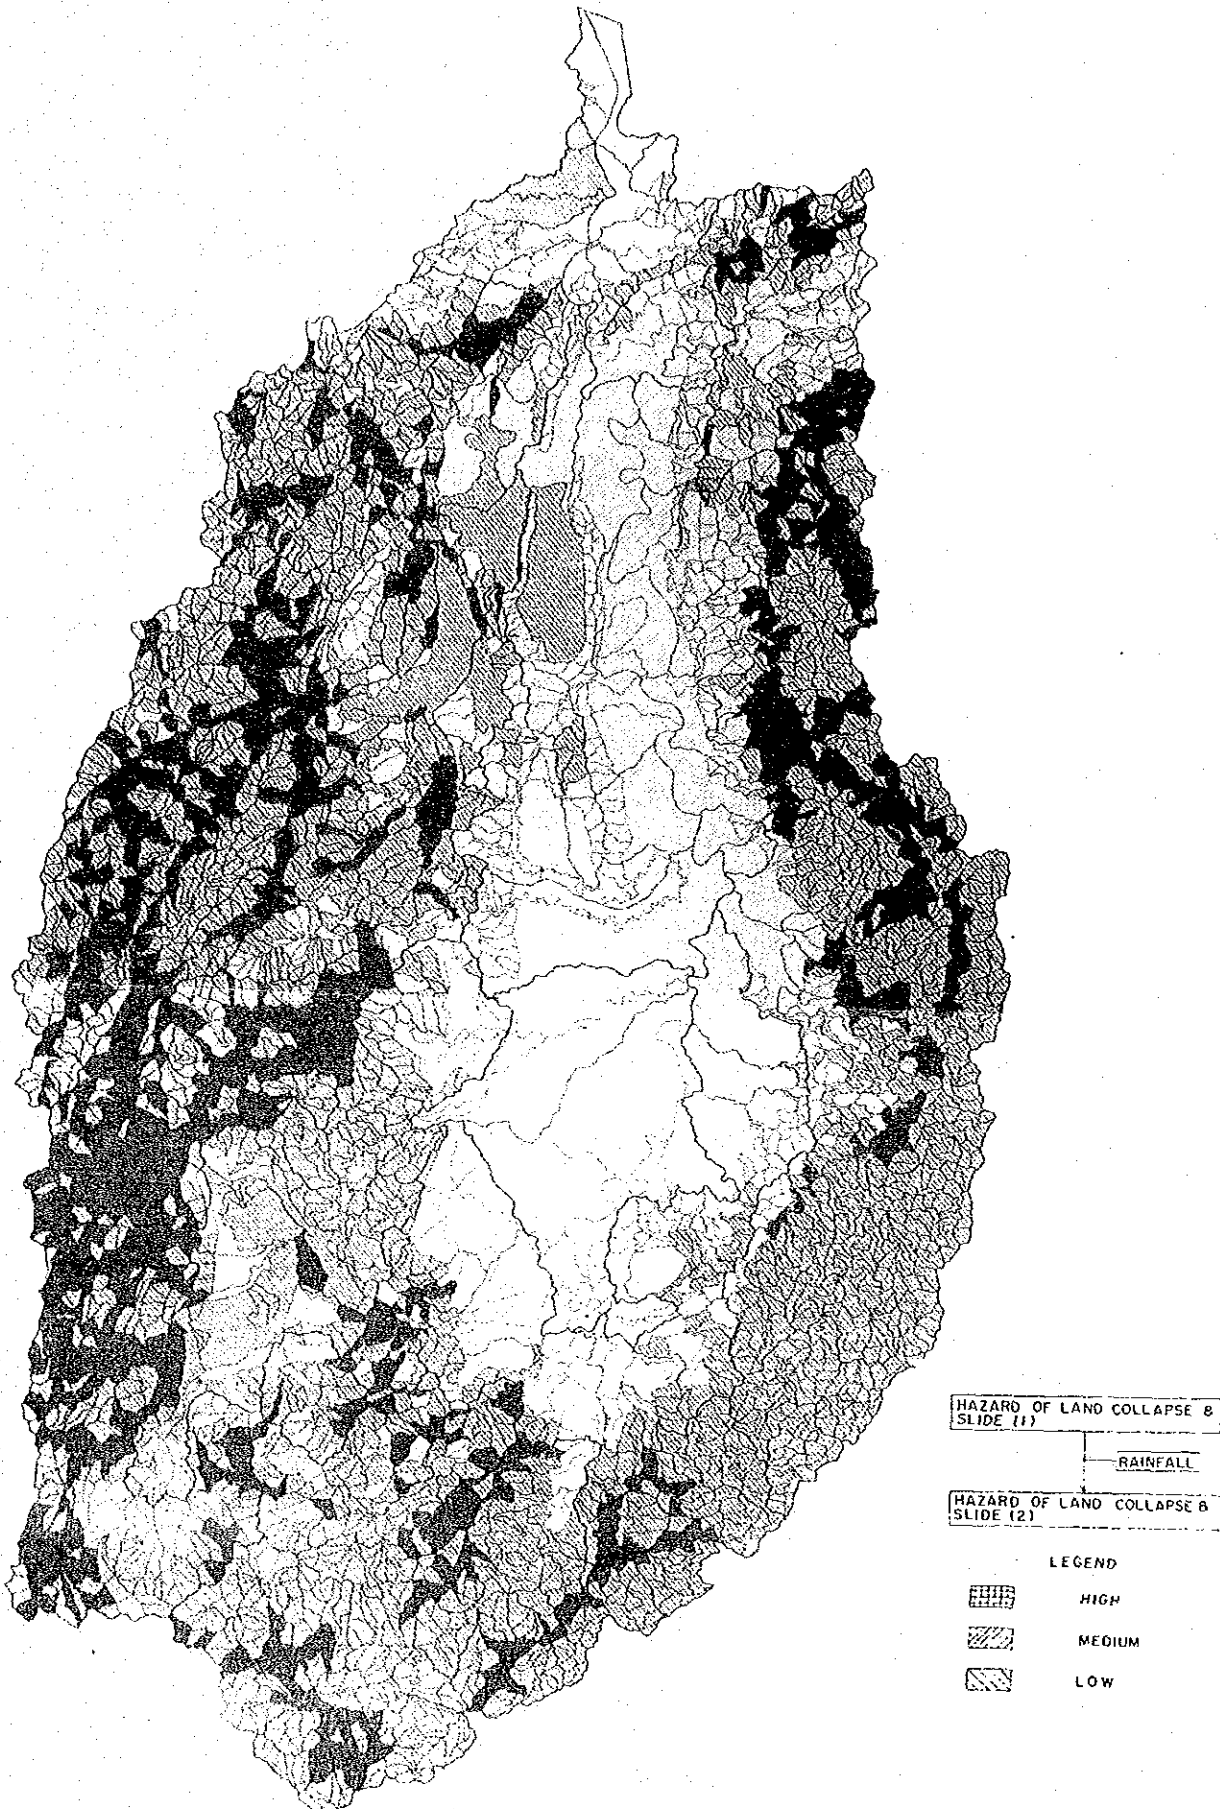 HAZARD OF LAND COLLAPSE &
SLIDE (1)
RAINFALL
HAZARD OF LAND COLLAPSE &
SLIDE (2)
LEGEND
HIGH
MEDIUM
LOW